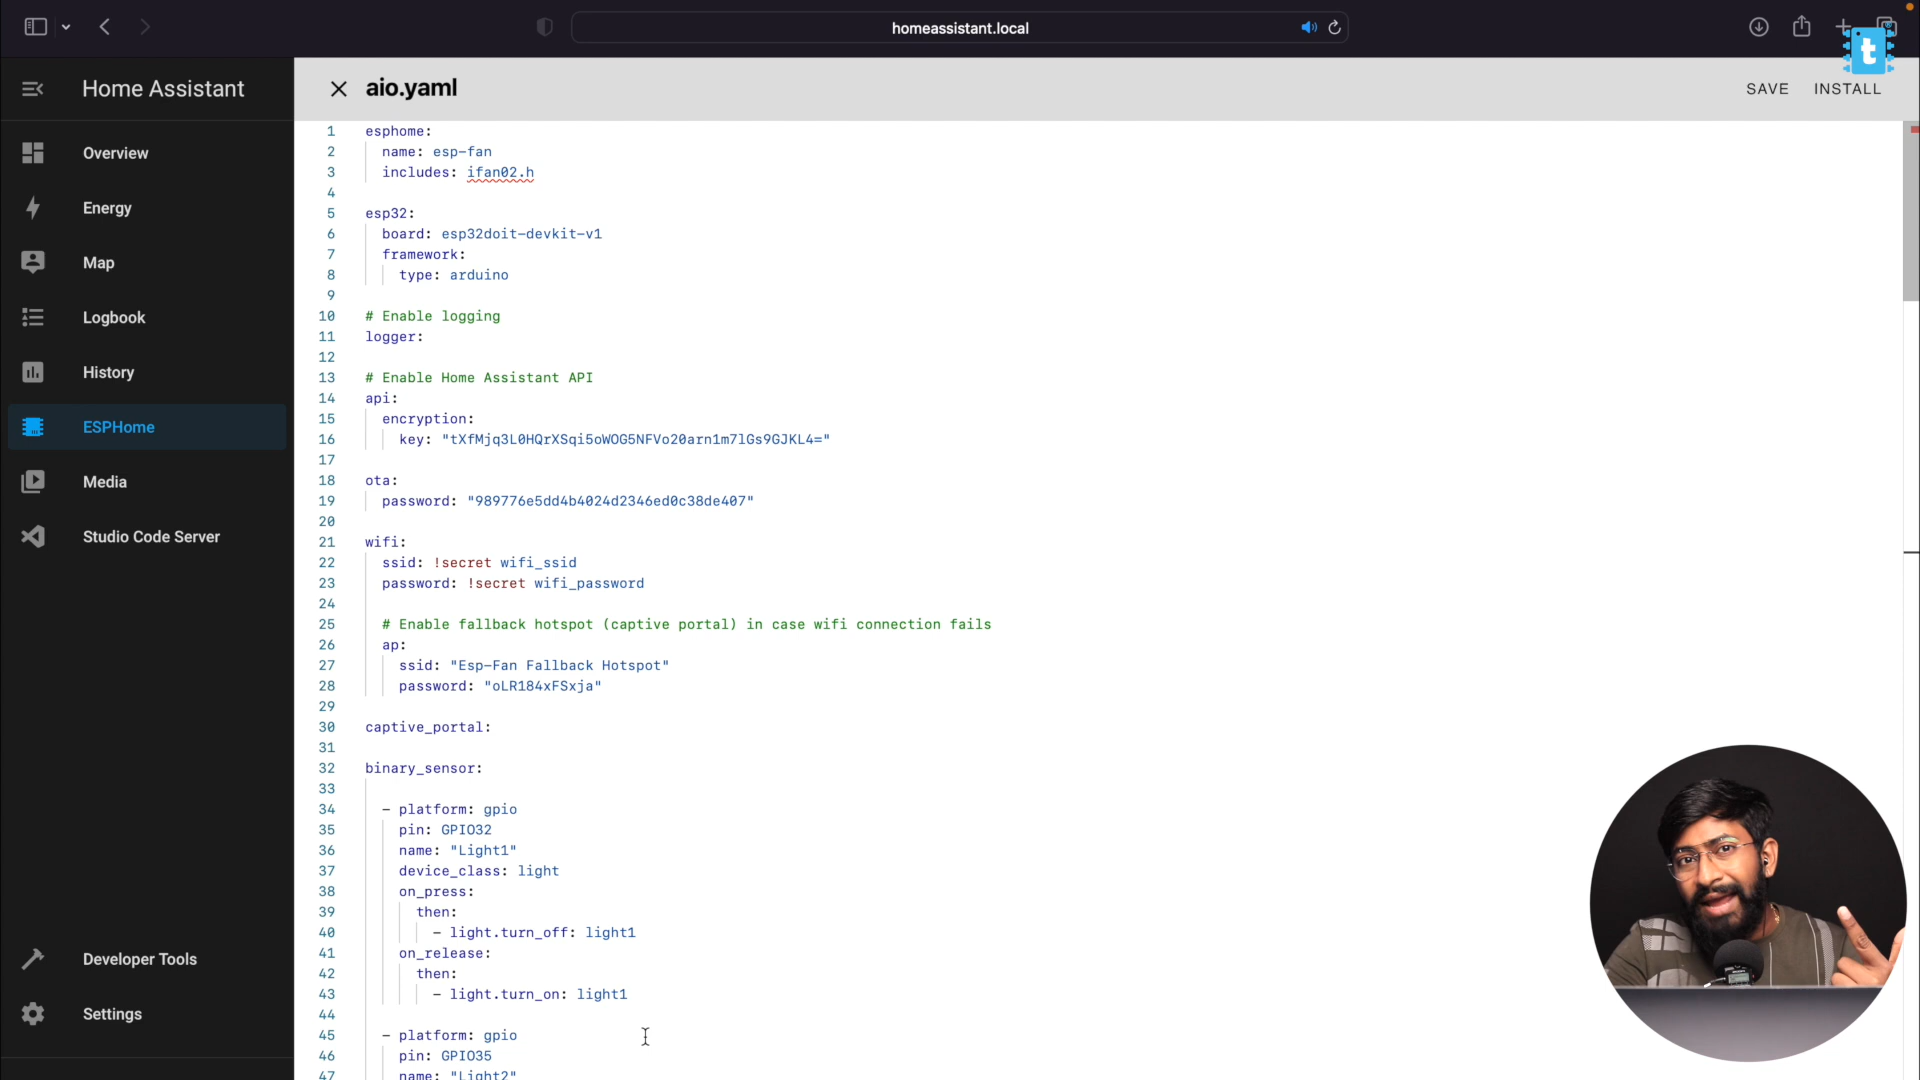 homeassistant.local
t
Home Assistant
aio.yaml
SAVE
INSTALL
Overview
Energy
Map
Logbook
History
ESPHome
Media
Studio Code Server
Developer Tools
Settings
1 esphome:
2 name: esp-fan
3 includes: ifan02.h
4
5 esp32:
6 board: esp32doit-devkit-v1
7 framework:
8 type: arduino
9
10 # Enable logging
11 logger:
12
13 # Enable Home Assistant API
14 api:
15 encryption:
16 key: "tXfMjq3L0HQrXSqi5oWOG5NFVo20arn1m7lGs9GJKL4="
17
18 ota:
19 password: "989776e5dd4b4024d2346ed0c38de407"
20
21 wifi:
22 ssid: !secret wifi_ssid
23 password: !secret wifi_password
24
25 # Enable fallback hotspot (captive portal) in case wifi connection fails
26 ap:
27 ssid: "Esp-Fan Fallback Hotspot"
28 password: "oLR184xFSxja"
29
30 captive_portal:
31
32 binary_sensor:
33
34 - platform: gpio
35 pin: GPIO32
36 name: "Light1"
37 device_class: light
38 on_press:
39 then:
40 - light.turn_off: light1
41 on_release:
42 then:
43 - light.turn_on: light1
44
45 - platform: gpio
46 pin: GPIO35
47 name: "Light2"